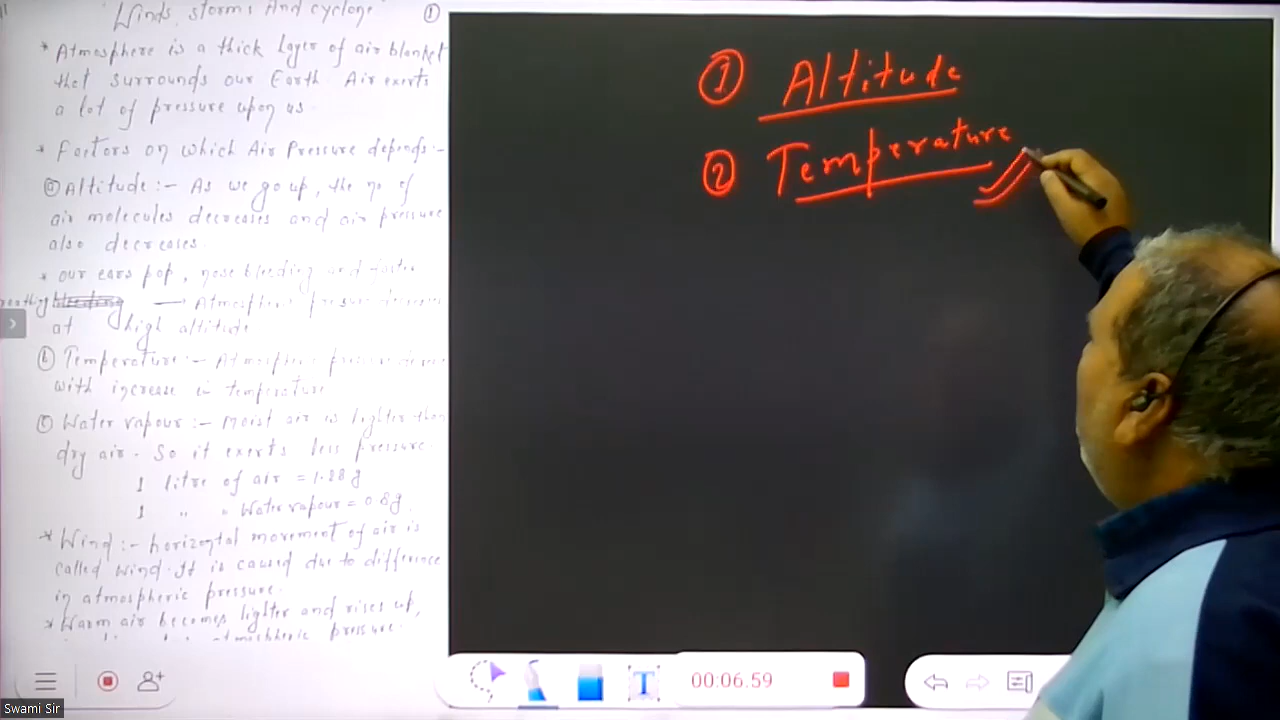 Winds, storms And cyclone ①
* Atmosphere is a thick layer of air blanket
that surrounds our Earth Air exerts
a lot of pressure upon us.
* Factors on which Air Pressure depends:-
ⓐ Altitude :- As we go up, the no of
air molecules decreases and air pressure
also decreases.
* our ears pop, nose bleeding and faster
→ Atmospheric
at high altitude
ⓑ Temperature :- Atmospheric
with increase in temperature
ⓒ Water vapour :- Moist air is lighter than
dry air. So it exerts less pressure.
1 litre of air = 1.28 g
1 " " Water vapour = 0.8g
* Wind :- horizontal movement of air is
called wind. It is caused due to difference
in atmospheric pressure.
* Warm air becomes lighter and rises up,
atmospheric pressure.
① Altitude
② Temperature
T
00:06.59
Swami Sir